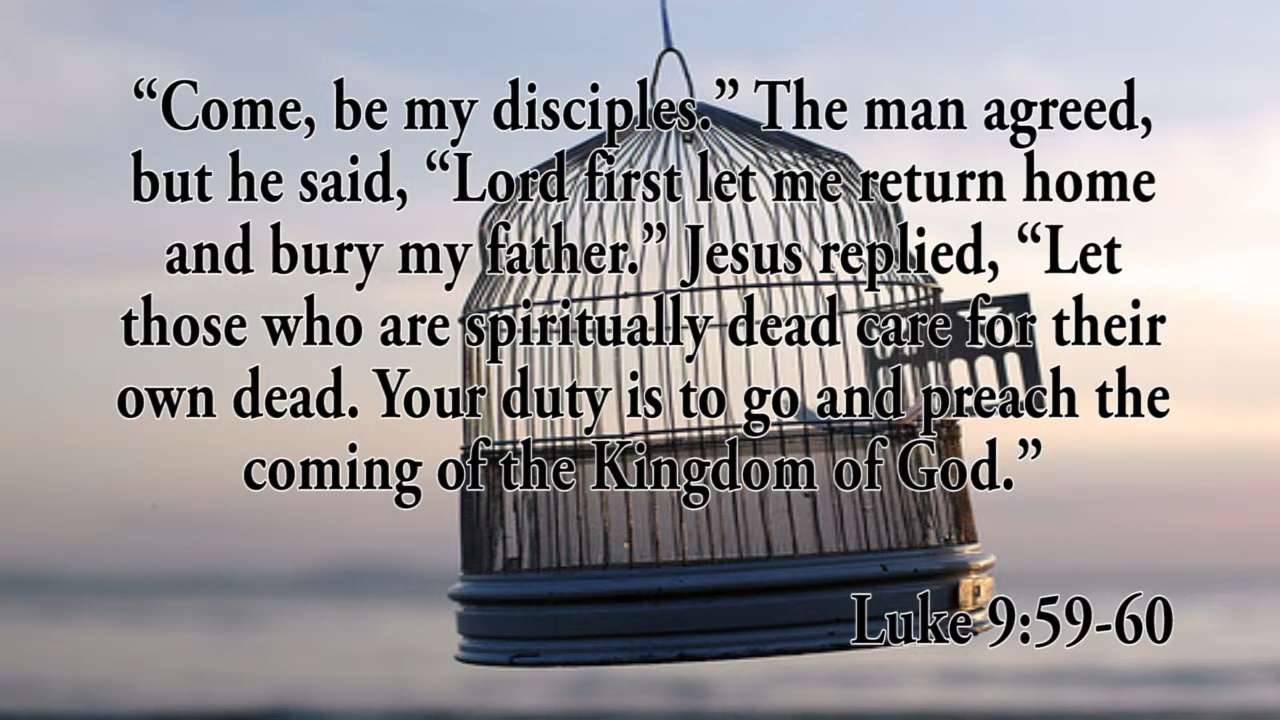 “Come, be my disciples.” The man agreed,
but he said, “Lord first let me return home
and bury my father.” Jesus replied, “Let
those who are spiritually dead care for their
own dead. Your duty is to go and preach the
coming of the Kingdom of God.”
Luke 9:59-60